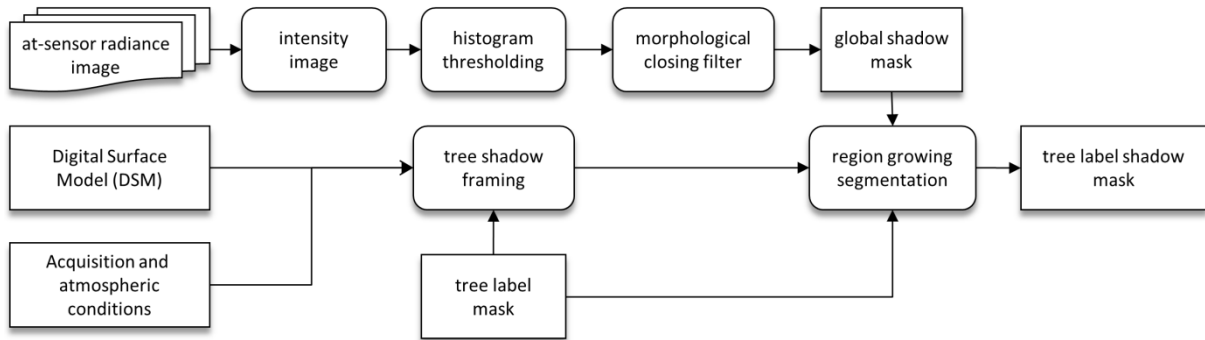 at-sensor radiance
image
intensity
image
histogram
thresholding
morphological
closing filter
global shadow
mask
Digital Surface
Model (DSM)
tree shadow
framing
region growing
segmentation
tree label shadow
mask
Acquisition and
atmospheric
conditions
tree label
mask